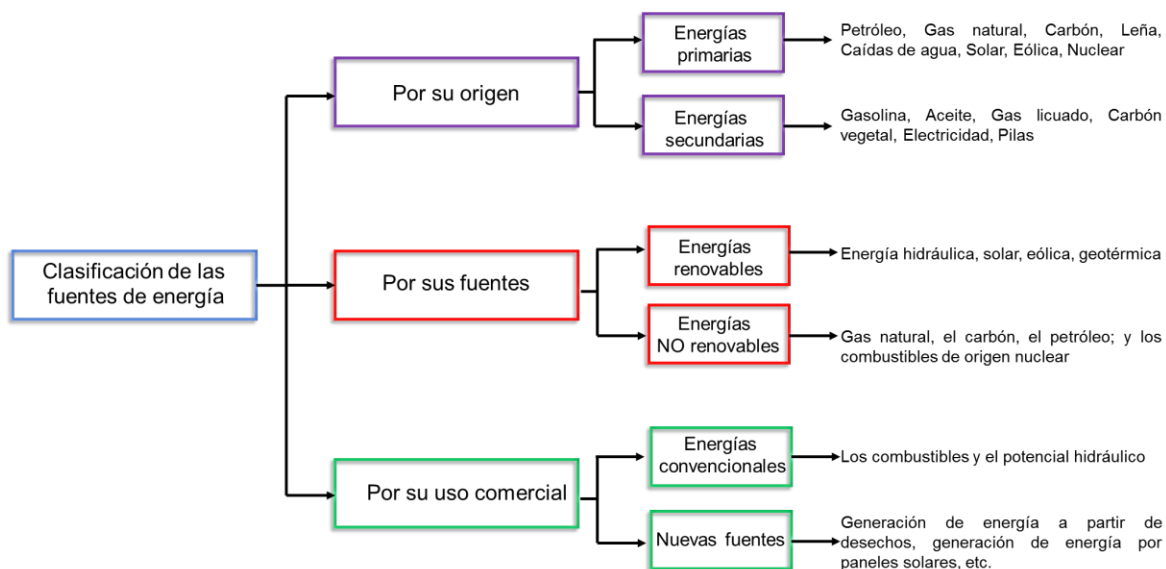 Clasificación de las
fuentes de energía
Por su origen
Energías
primarias
Petróleo, Gas natural, Carbón, Leña,
Caídas de agua, Solar, Eólica, Nuclear
Energías
secundarias
Gasolina, Aceite, Gas licuado, Carbón
vegetal, Electricidad, Pilas
Por sus fuentes
Energías
renovables
Energía hidráulica, solar, eólica, geotérmica
Energías
NO renovables
Gas natural, el carbón, el petróleo; y los
combustibles de origen nuclear
Por su uso comercial
Energías
convencionales
Los combustibles y el potencial hidráulico
Nuevas fuentes
Generación de energía a partir de
desechos, generación de energía por
paneles solares, etc.